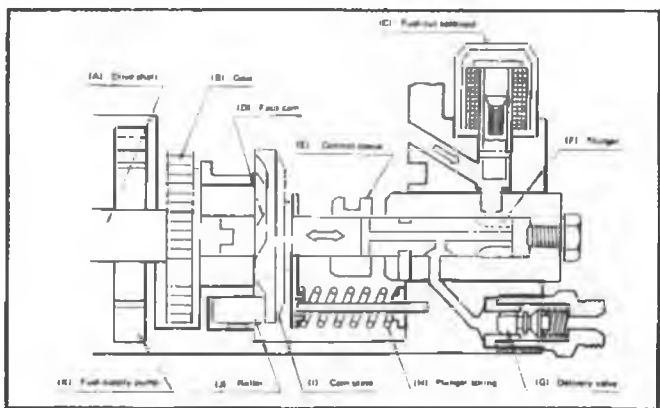 (C) Fuel-cut solenoid
(A) Drive shaft
(B) Gear
(D) Face cam
(E) Control sleeve
(F) Plunger
(K) Fuel supply pump
(J) Roller
(I) Cam plate
(H) Plunger spring
(G) Delivery valve